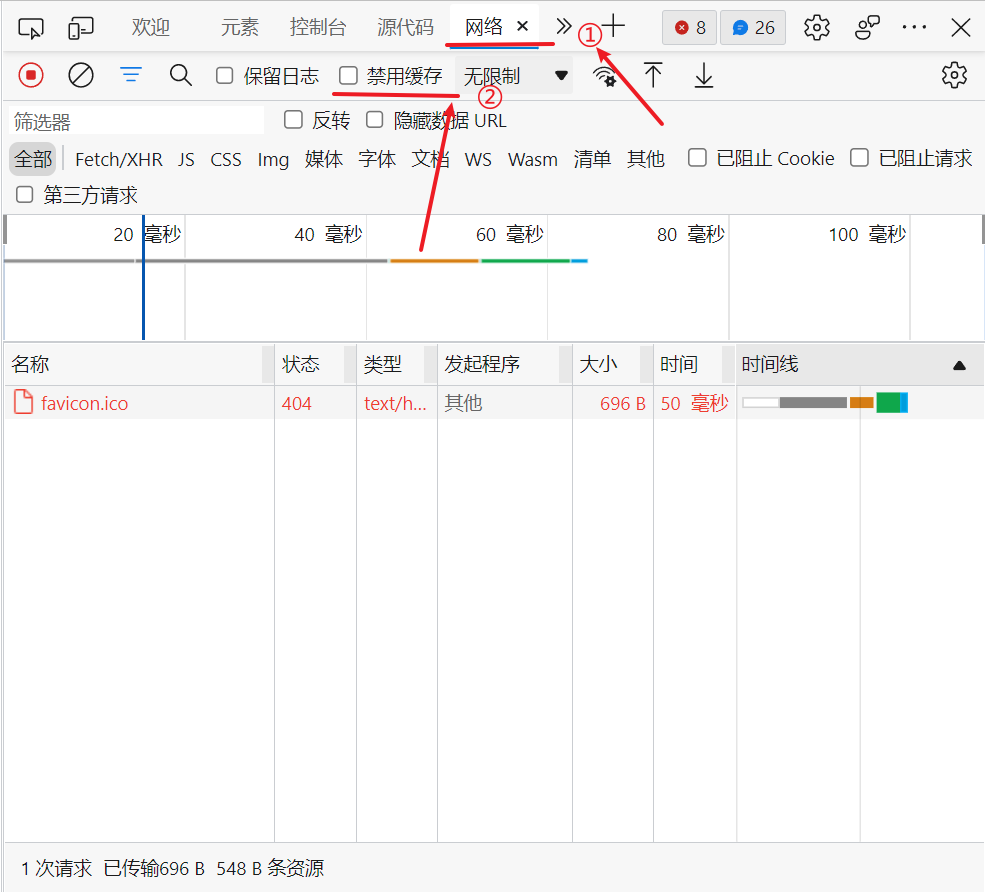 欢迎 元素 控制台 源代码 网络 ① 8 26
保留日志 禁用缓存 无限制
②
筛选器 反转 隐藏数据 URL
全部 Fetch/XHR JS CSS Img 媒体 字体 文档 WS Wasm 清单 其他 已阻止 Cookie 已阻止请求
第三方请求
20 毫秒 40 毫秒 60 毫秒 80 毫秒 100 毫秒
名称 状态 类型 发起程序 大小 时间 时间线
favicon.ico 404 text/h... 其他 696 B 50 毫秒
1 次请求 已传输696 B 548 B 条资源